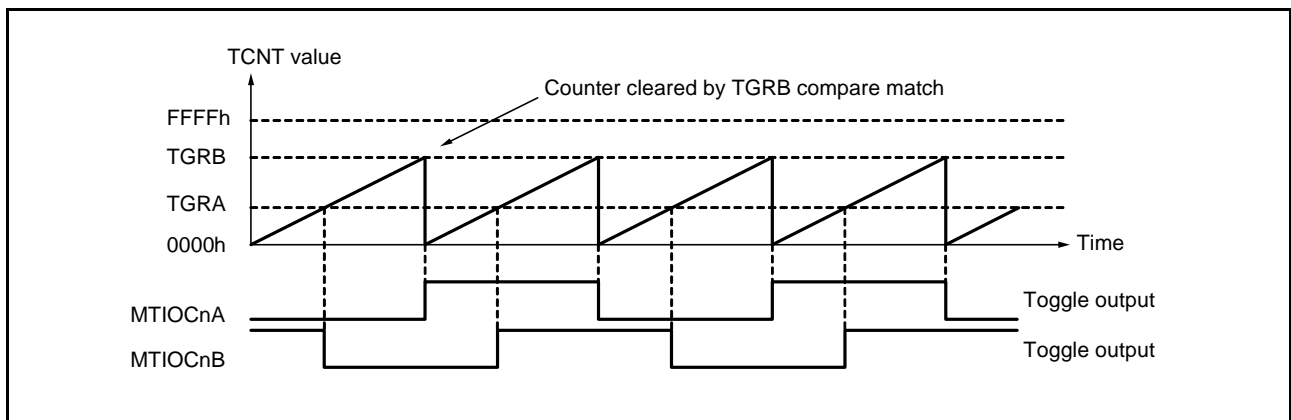 TCNT value
Counter cleared by TGRB compare match
FFFFh
TGRB
TGRA
0000h
Time
MTIOCnA
Toggle output
MTIOCnB
Toggle output